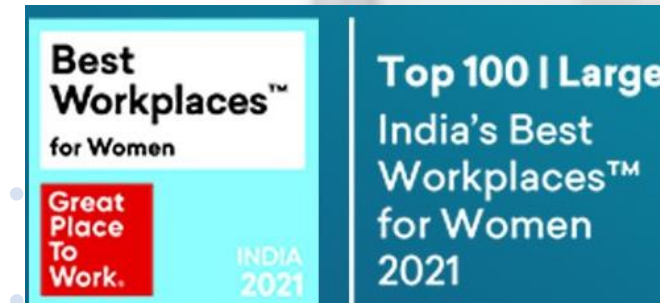 Best
Workplaces™
for Women
Great
Place
To
Work.
INDIA
2021
Top 100 | Large
India's Best
Workplaces™
for Women
2021